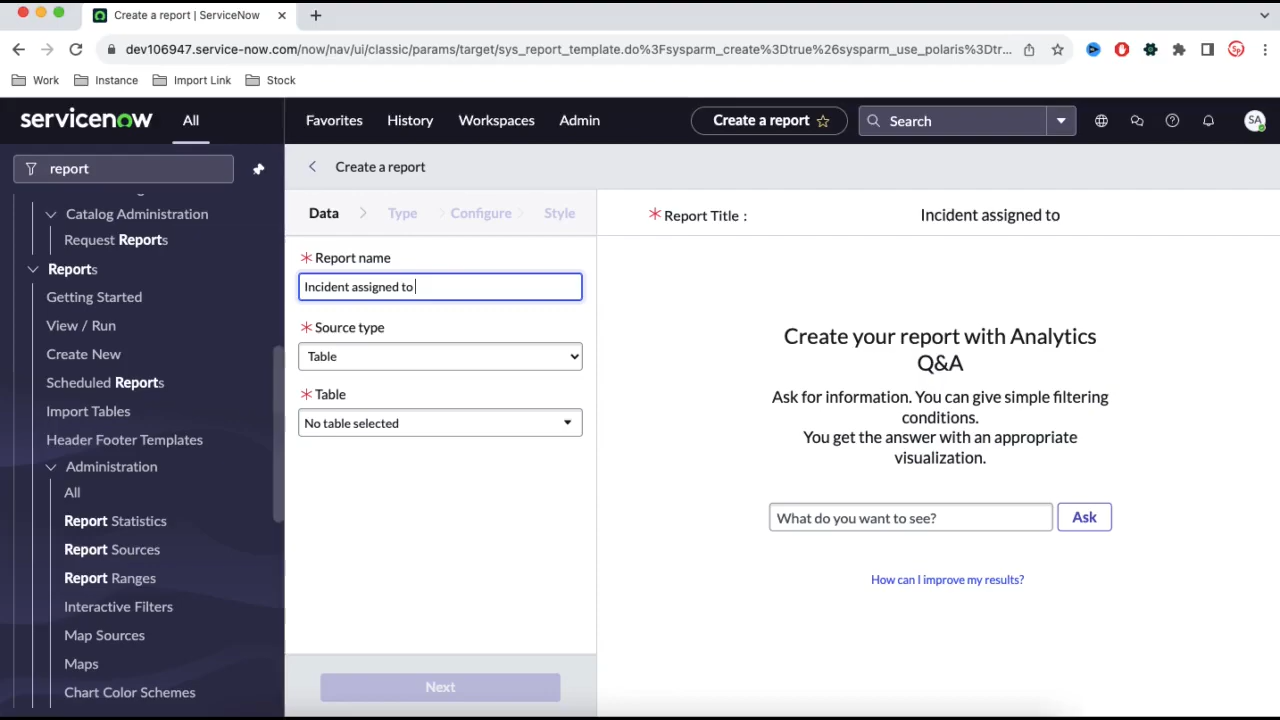 Create a report | ServiceNow
dev106947.service-now.com/now/nav/ui/classic/params/target/sys_report_template.do%3Fsysparm_create%3Dtrue%26sysparm_use_polaris%3Dtr...
Work Instance Import Link Stock
servicenow All Favorites History Workspaces Admin Create a report Search SA
report
Create a report
Catalog Administration
Request Reports
Reports
Getting Started
View / Run
Create New
Scheduled Reports
Import Tables
Header Footer Templates
Administration
All
Report Statistics
Report Sources
Report Ranges
Interactive Filters
Map Sources
Maps
Chart Color Schemes
Data Type Configure Style
* Report name
Incident assigned to
* Source type
Table
* Table
No table selected
Next
* Report Title : Incident assigned to
Create your report with Analytics
Q&A
Ask for information. You can give simple filtering
conditions.
You get the answer with an appropriate
visualization.
What do you want to see? Ask
How can I improve my results?